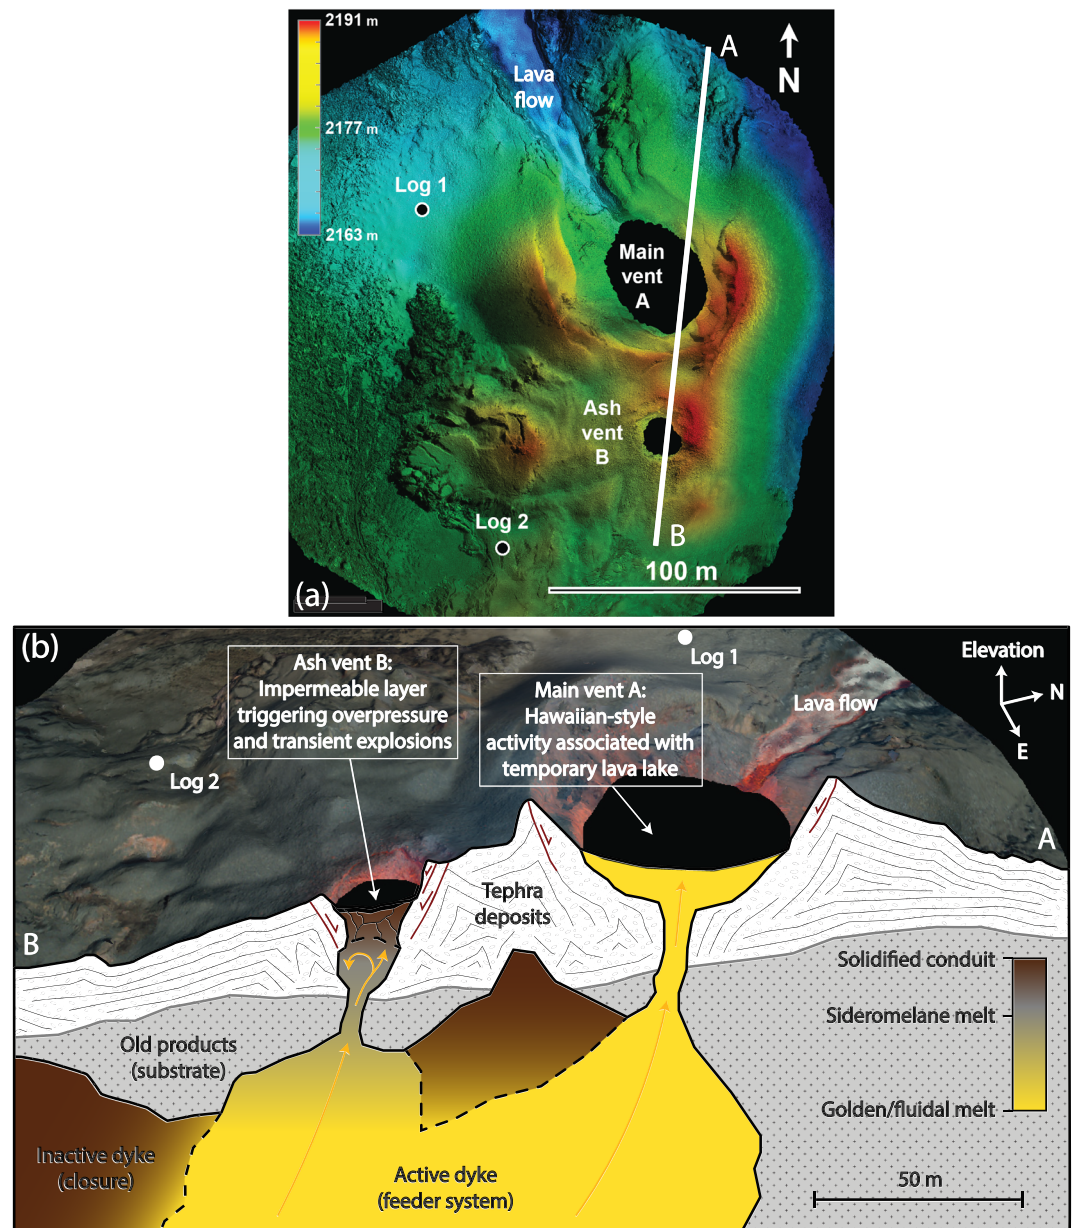 2191 m
A
N
Lava
flow
2177 m
Log 1
2163 m
Main
vent
A
Ash
vent
B
Log 2
B
100 m
(a)
(b)
Ash vent B:
Impermeable layer
triggering overpressure
and transient explosions
Log 1
Main vent A:
Hawaiian-style
activity associated with
temporary lava lake
Elevation
N
E
Lava flow
Log 2
A
Tephra
deposits
B
Solidified conduit
Sideromelane melt
Golden/fluidal melt
Old products
(substrate)
Inactive dyke
(closure)
Active dyke
(feeder system)
50 m